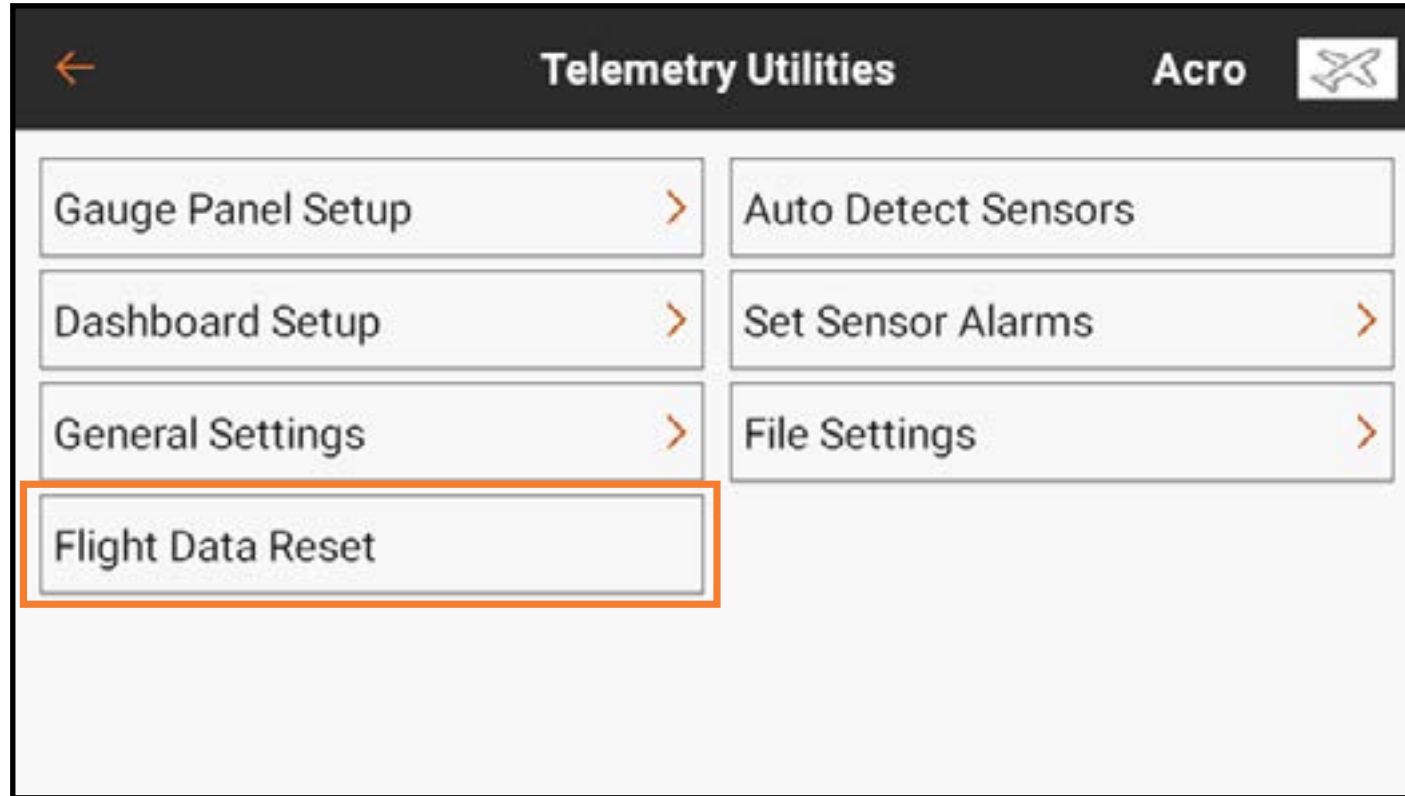 Telemetry Utilities
Acro
Gauge Panel Setup
Auto Detect Sensors
Dashboard Setup
Set Sensor Alarms
General Settings
File Settings
Flight Data Reset